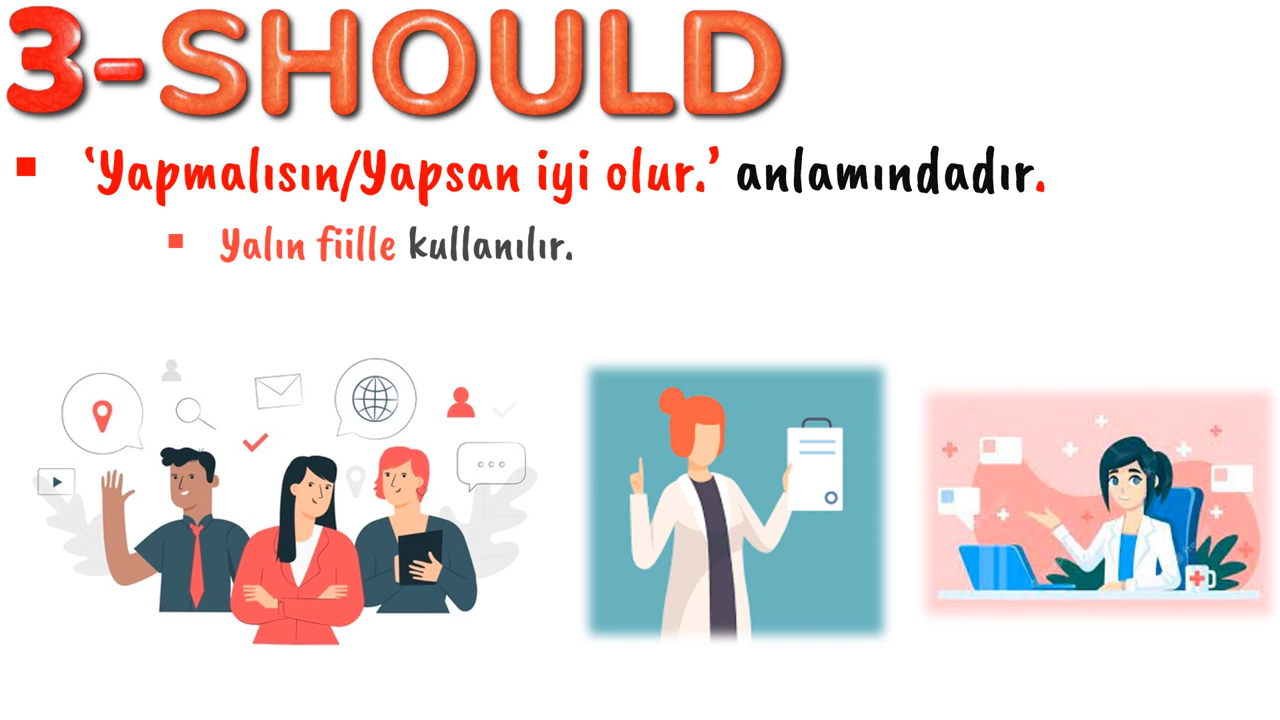 3-SHOULD
▪ ‘Yapmalısın/Yapsan iyi olur.’ anlamındadır.
▪ Yalın fiille kullanılır.